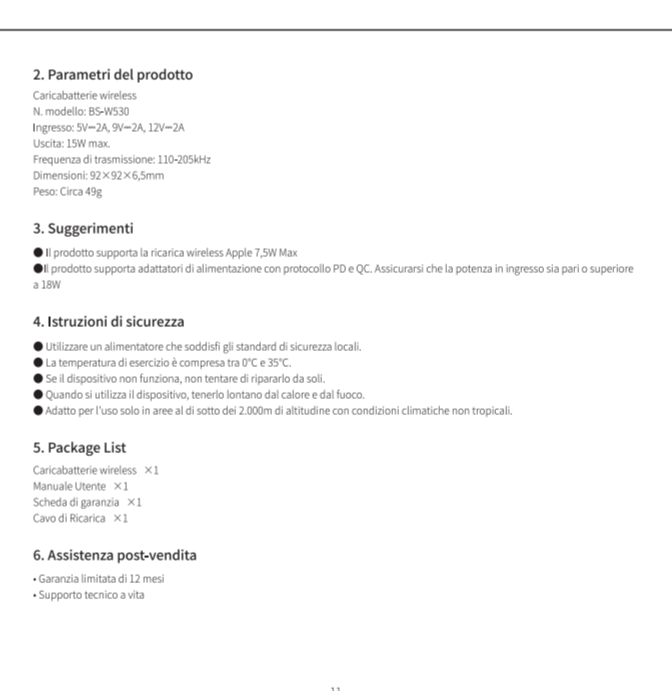 2. Parametri del prodotto
Caricabatterie wireless
N. modello: BS-W530
Ingresso: 5V⎓2A, 9V⎓2A, 12V⎓2A
Uscita: 15W max.
Frequenza di trasmissione: 110-205kHz
Dimensioni: 92×92×6,5mm
Peso: Circa 49g
3. Suggerimenti
● Il prodotto supporta la ricarica wireless Apple 7,5W Max
●Il prodotto supporta adattatori di alimentazione con protocollo PD e QC. Assicurarsi che la potenza in ingresso sia pari o superiore
a 18W
4. Istruzioni di sicurezza
● Utilizzare un alimentatore che soddisfi gli standard di sicurezza locali.
● La temperatura di esercizio è compresa tra 0°C e 35°C.
● Se il dispositivo non funziona, non tentare di ripararlo da soli.
● Quando si utilizza il dispositivo, tenerlo lontano dal calore e dal fuoco.
● Adatto per l'uso solo in aree al di sotto dei 2.000m di altitudine con condizioni climatiche non tropicali.
5. Package List
Caricabatterie wireless ×1
Manuale Utente ×1
Scheda di garanzia ×1
Cavo di Ricarica ×1
6. Assistenza post-vendita
• Garanzia limitata di 12 mesi
• Supporto tecnico a vita